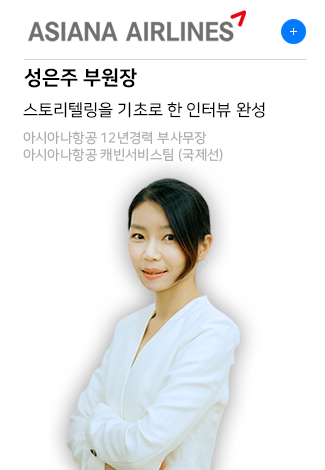 ASIANA AIRLINES
성은주 부원장
스토리텔링을 기초로 한 인터뷰 완성
아시아나항공 12년경력 부사무장
아시아나항공 캐빈서비스팀 (국제선)